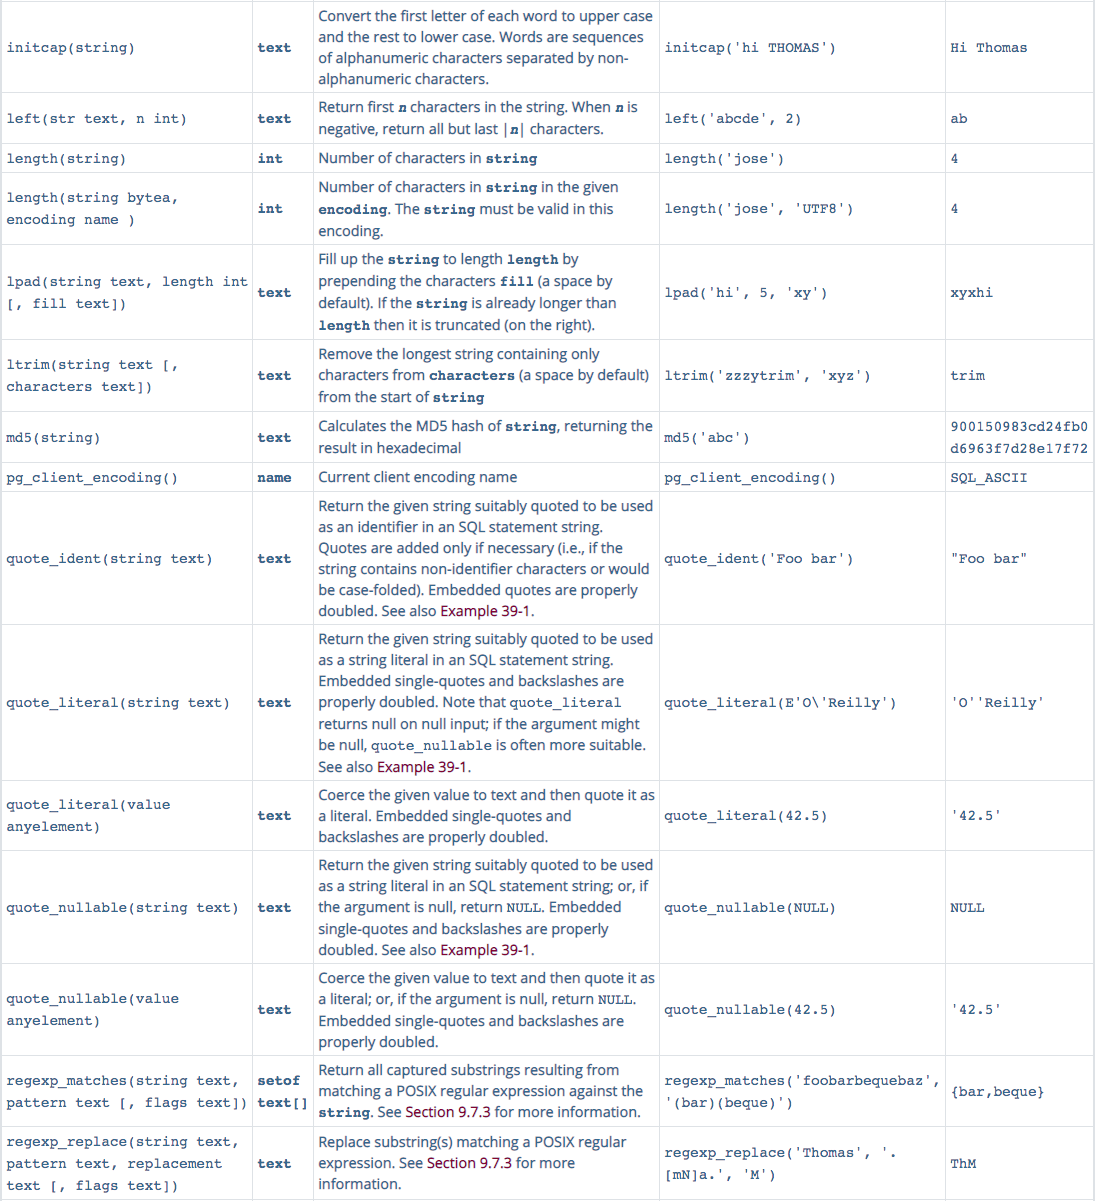 Convert the first letter of each word to upper case
and the rest to lower case. Words are sequences
initcap(string) text initcap('hi THOMAS') Hi Thomas
of alphanumeric characters separated by non-
alphanumeric characters.
Return first n characters in the string. When n is
left(str text, n int) text left('abcde', 2) ab
negative, return all but last |n| characters.
length(string) int Number of characters in string length('jose') 4
Number of characters in string in the given
length(string bytea,
encoding name ) int encoding. The string must be valid in this length('jose', 'UTF8') 4
encoding.
Fill up the string to length length by
lpad(string text, length int prepending the characters fill (a space by
[, fill text]) text default). If the string is already longer than lpad('hi', 5, 'xy') xyxhi
length then it is truncated (on the right).
Remove the longest string containing only
ltrim(string text [,
characters text]) text characters from characters (a space by default) ltrim('zzzytrim', 'xyz') trim
from the start of string
Calculates the MD5 hash of string, returning the 900150983cd24fb0
md5(string) text md5('abc')
result in hexadecimal d6963f7d28e17f72
pg_client_encoding() name Current client encoding name pg_client_encoding() SQL_ASCII
Return the given string suitably quoted to be used
as an identifier in an SQL statement string.
Quotes are added only if necessary (i.e., if the
quote_ident(string text) text string contains non-identifier characters or would quote_ident('Foo bar') "Foo bar"
be case-folded). Embedded quotes are properly
doubled. See also Example 39-1.
Return the given string suitably quoted to be used
as a string literal in an SQL statement string.
Embedded single-quotes and backslashes are
quote_literal(string text) text properly doubled. Note that quote_literal quote_literal(E'O\'Reilly') 'O''Reilly'
returns null on null input; if the argument might
be null, quote_nullable is often more suitable.
See also Example 39-1.
quote_literal(value Coerce the given value to text and then quote it as
anyelement) text a literal. Embedded single-quotes and quote_literal(42.5) '42.5'
backslashes are properly doubled.
Return the given string suitably quoted to be used
as a string literal in an SQL statement string; or, if
quote_nullable(string text) text the argument is null, return NULL. Embedded quote_nullable(NULL) NULL
single-quotes and backslashes are properly
doubled. See also Example 39-1.
Coerce the given value to text and then quote it as
quote_nullable(value a literal; or, if the argument is null, return NULL.
anyelement) text Embedded single-quotes and backslashes are quote_nullable(42.5) '42.5'
properly doubled.
Return all captured substrings resulting from
regexp_matches(string text, setof matching a POSIX regular expression against the regexp_matches('foobarbequebaz', {bar,beque}
pattern text [, flags text]) text[] string. See Section 9.7.3 for more information. '(bar)(beque)')
regexp_replace(string text, Replace substring(s) matching a POSIX regular regexp_replace('Thomas', '.
pattern text, replacement text expression. See Section 9.7.3 for more [mN]a.', 'M') ThM
text [, flags text]) information.